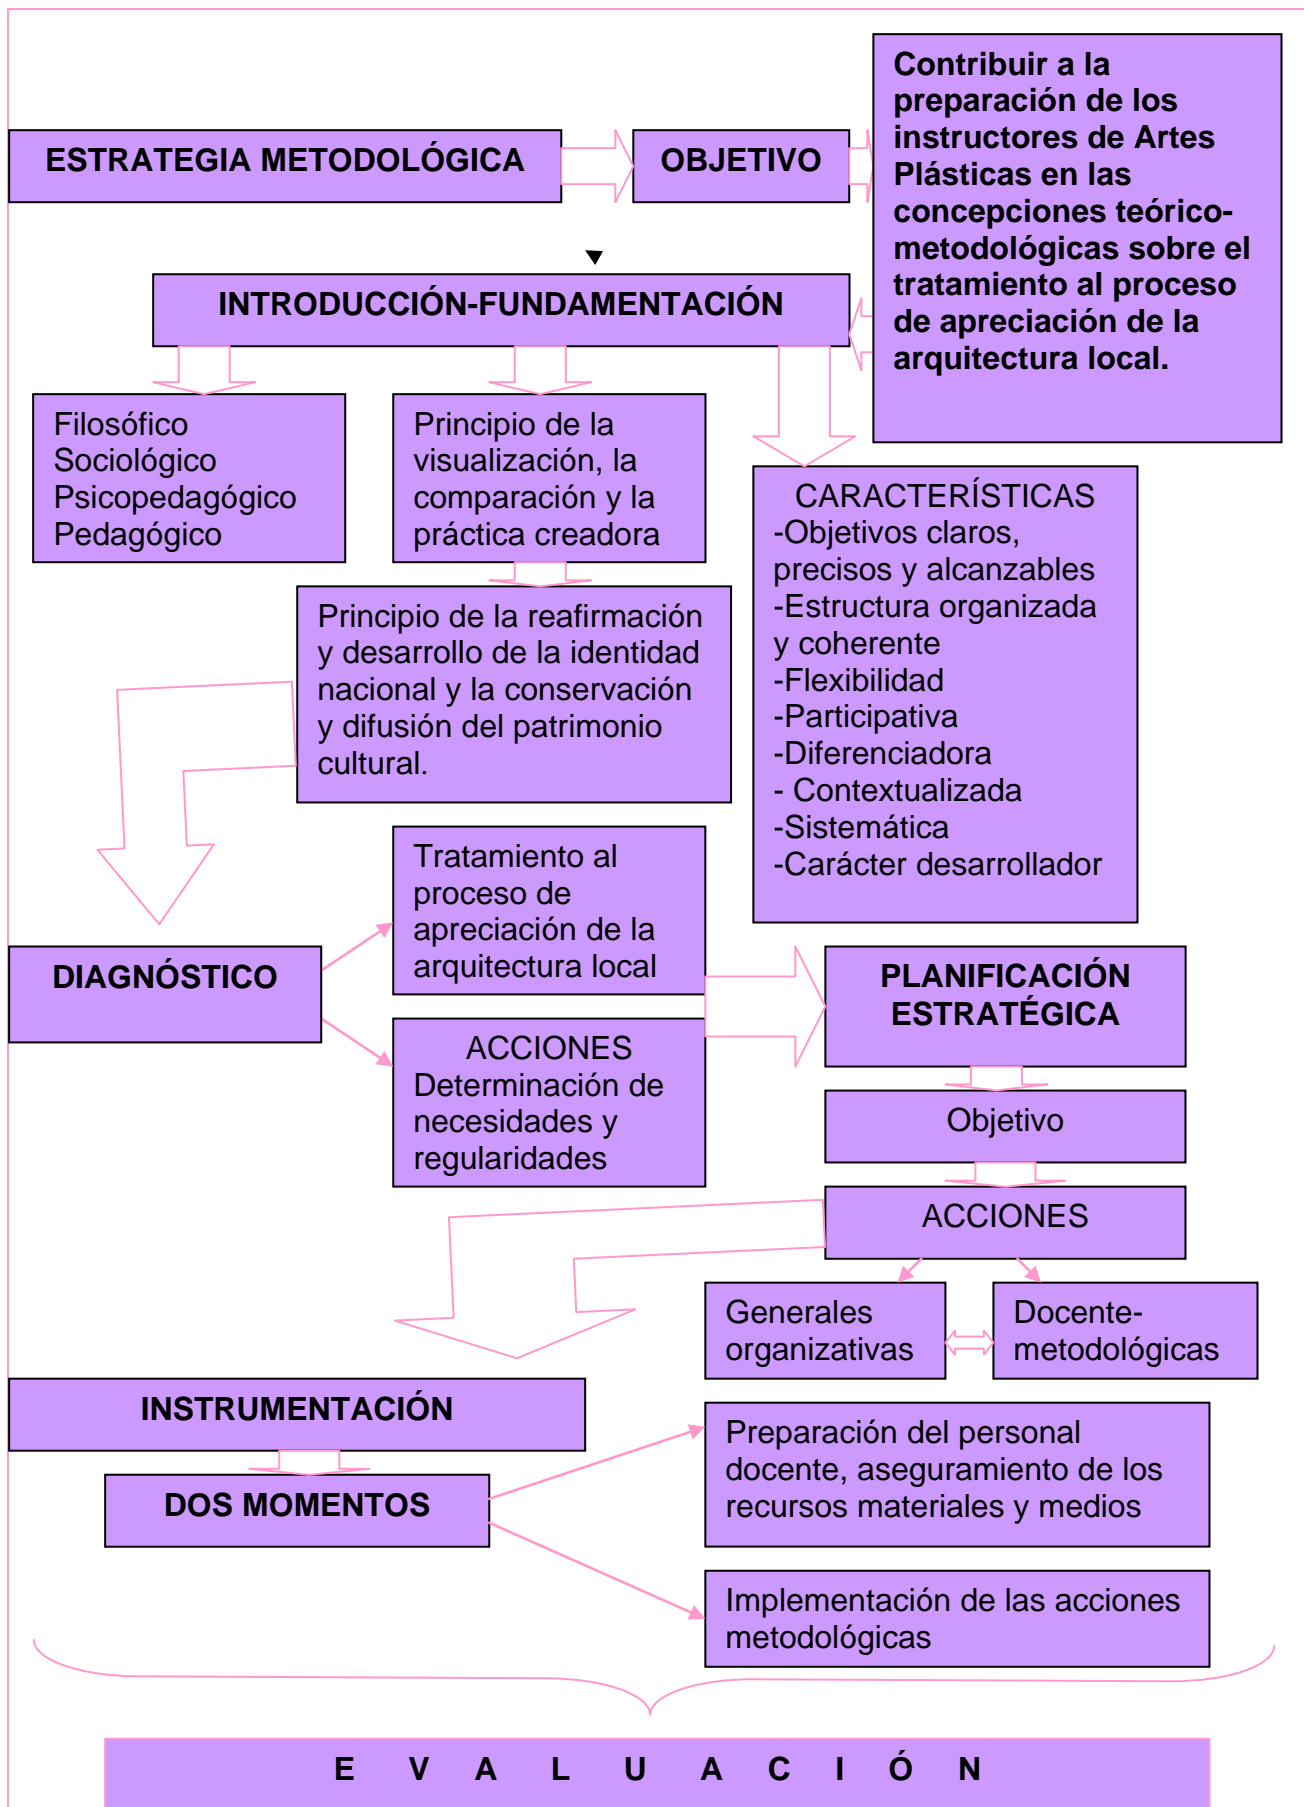 ESTRATEGIA METODOLÓGICA
OBJETIVO
Contribuir a la
preparación de los
instructores de Artes
Plásticas en las
concepciones teórico-
metodológicas sobre el
tratamiento al proceso
de apreciación de la
arquitectura local.
INTRODUCCIÓN-FUNDAMENTACIÓN
Filosófico
Sociológico
Psicopedagógico
Pedagógico
Principio de la
visualización, la
comparación y la
práctica creadora
Principio de la reafirmación
y desarrollo de la identidad
nacional y la conservación
y difusión del patrimonio
cultural.
CARACTERÍSTICAS
-Objetivos claros,
precisos y alcanzables
-Estructura organizada
y coherente
-Flexibilidad
-Participativa
-Diferenciadora
- Contextualizada
-Sistemática
-Carácter desarrollador
DIAGNÓSTICO
Tratamiento al
proceso de
apreciación de la
arquitectura local
ACCIONES
Determinación de
necesidades y
regularidades
PLANIFICACIÓN
ESTRATÉGICA
Objetivo
ACCIONES
Generales
organizativas
Docente-
metodológicas
INSTRUMENTACIÓN
DOS MOMENTOS
Preparación del personal
docente, aseguramiento de los
recursos materiales y medios
Implementación de las acciones
metodológicas
E V A L U A C I Ó N